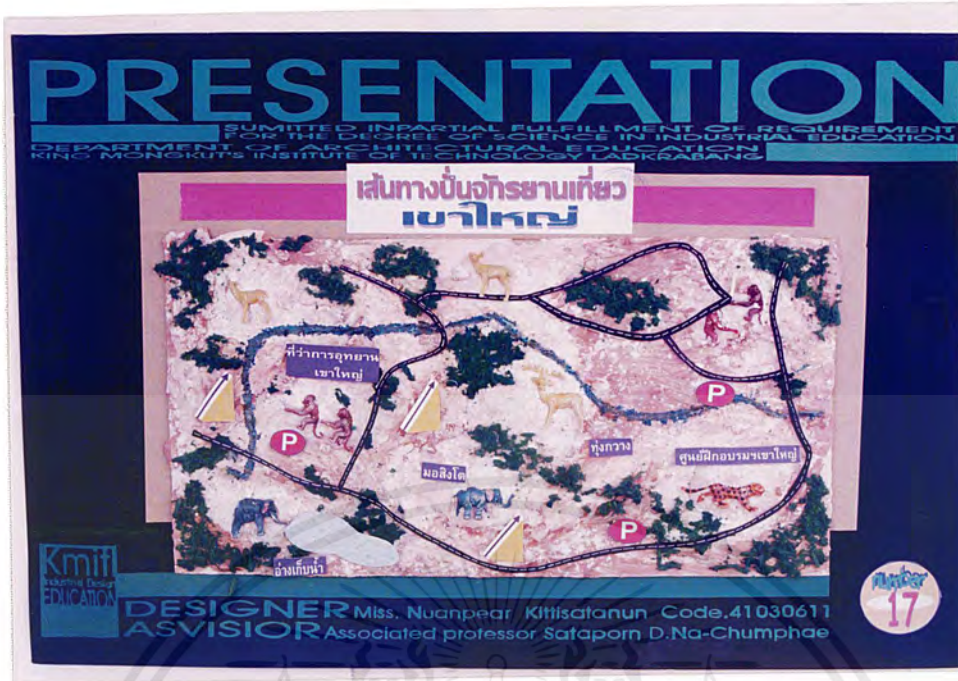 PRESENTATION
SUMITTED INPARTIAL FULFILLMENT OF REQUIREMENT
FOR THE DEGREE OF SCIENCE IN INDUSTRIAL EDUCATION
DEPARTMENT OF ARCHITECTURAL EDUCATION
KING MONGKUT'S INSTITUTE OF TECHNOLOGY LADKRABANG
เส้นทางปั่นจักรยานเที่ยว
เขาใหญ่
ที่ว่าการอุทยาน
เขาใหญ่
P
P
ทุ่งกวาง
ศูนย์ฝึกอบรมฯเขาใหญ่
มอสิงโต
P
อ่างเก็บน้ำ
Kmitl
Industrial Design
EDUCATION
DESIGNER Miss. Nuanpear Kittisatanun Code.41030611
ASVISIOR Associated professor Sataporn D.Na-Chumphae
number
17